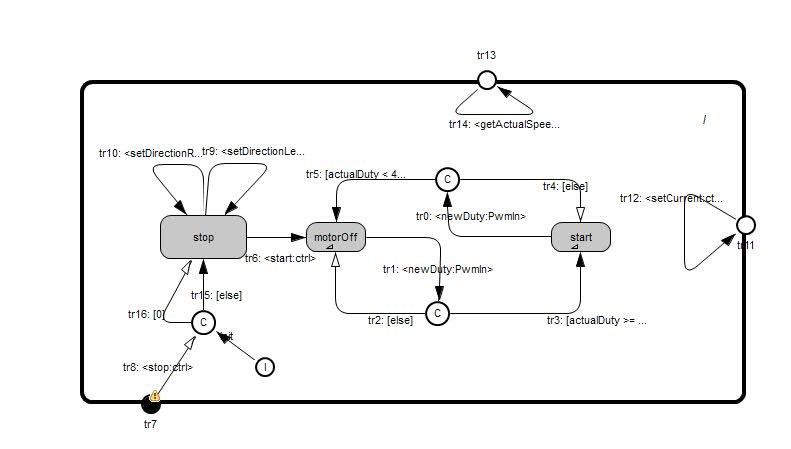 tr13
tr14: <getActualSpee...
/
tr10: <setDirectionR...
tr9: <setDirectionLe...
tr5: [actualDuty < 4...
C
tr4: [else]
tr12: <setCurrent:ct...
tr0: <newDuty:PwmIn>
stop
motorOff
start
tr11
tr6: <start:ctrl>
tr1: <newDuty:PwmIn>
tr15: [else]
tr16: [0]
C
tr2: [else]
C
tr3: [actualDuty >= ...
Init
tr8: <stop:ctrl>
I
tr7